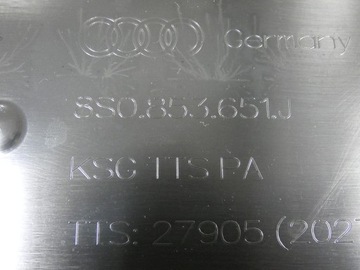 Germany
8S0.853.651.J
KSG TTS PA
TTS: 27905 (202